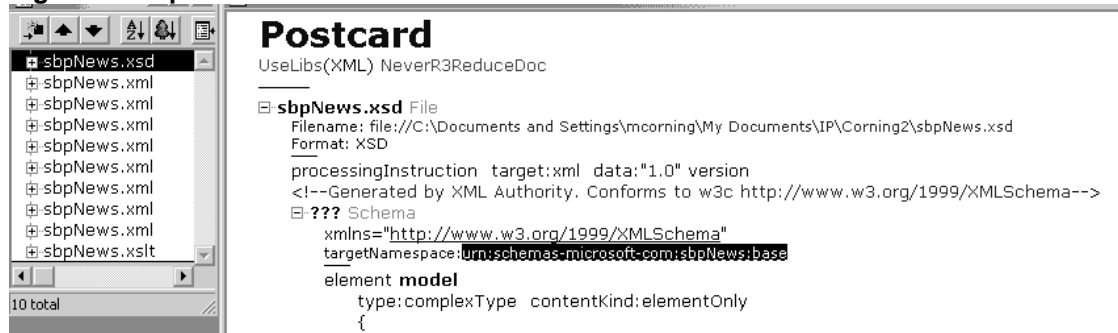 sbpNews.xsd
sbpNews.xml
sbpNews.xml
sbpNews.xml
sbpNews.xml
sbpNews.xml
sbpNews.xml
sbpNews.xml
sbpNews.xml
sbpNews.xslt
10 total
Postcard
UseLibs(XML) NeverR3ReduceDoc
sbpNews.xsd File
Filename: file://C:\Documents and Settings\mcorning\My Documents\IP\Corning2\sbpNews.xsd
Format: XSD
processingInstruction target:xml data:"1.0" version
<!--Generated by XML Authority. Conforms to w3c http://www.w3.org/1999/XMLSchema-->
??? Schema
xmlns="http://www.w3.org/1999/XMLSchema"
targetNamespace:urn:schemas-microsoft-com:sbpNews:base
element model
type:complexType contentKind:elementOnly
{